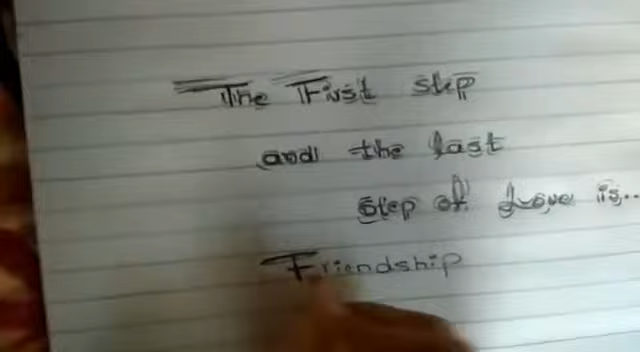 The First step
and the last
step of Love is..
Friendship